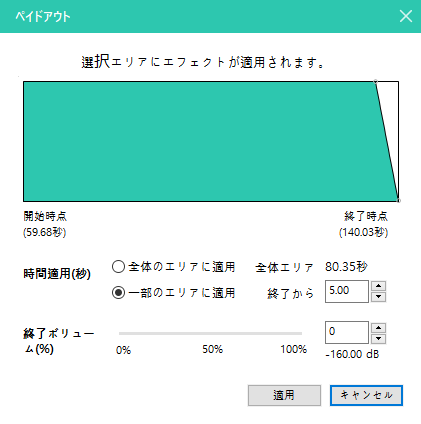 ペイドアウト
選択エリアにエフェクトが適用されます。
開始時点 終了時点
(59.68秒) (140.03秒)
時間適用(秒) 全体のエリアに適用 全体エリア 80.35秒
一部のエリアに適用 終了から 5.00
終了ボリュー
ム(%)
0
0% 50% 100% -160.00 dB
適用 キャンセル